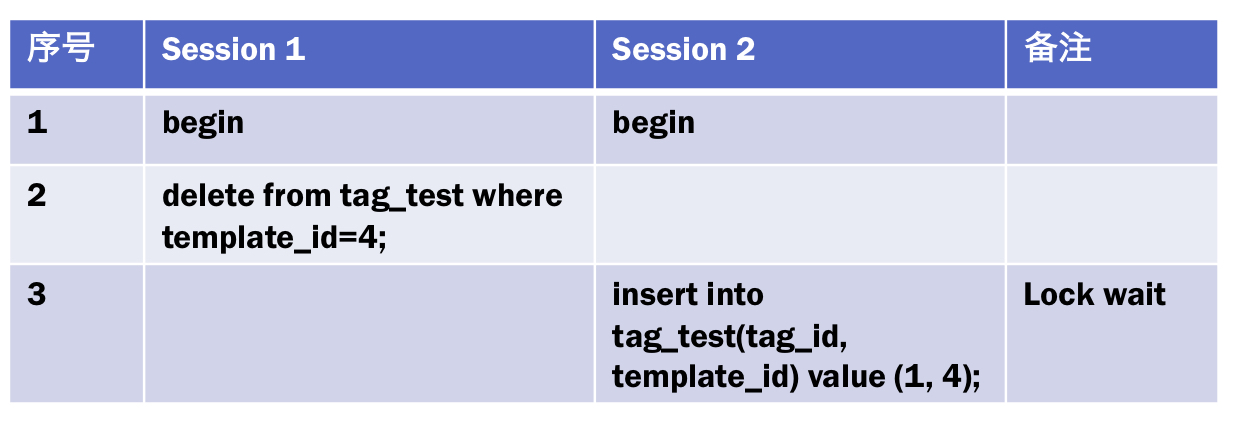 序号 Session 1 Session 2 备注
1 begin begin
2 delete from tag_test where
template_id=4;
3 insert into Lock wait
tag_test(tag_id,
template_id) value (1, 4);